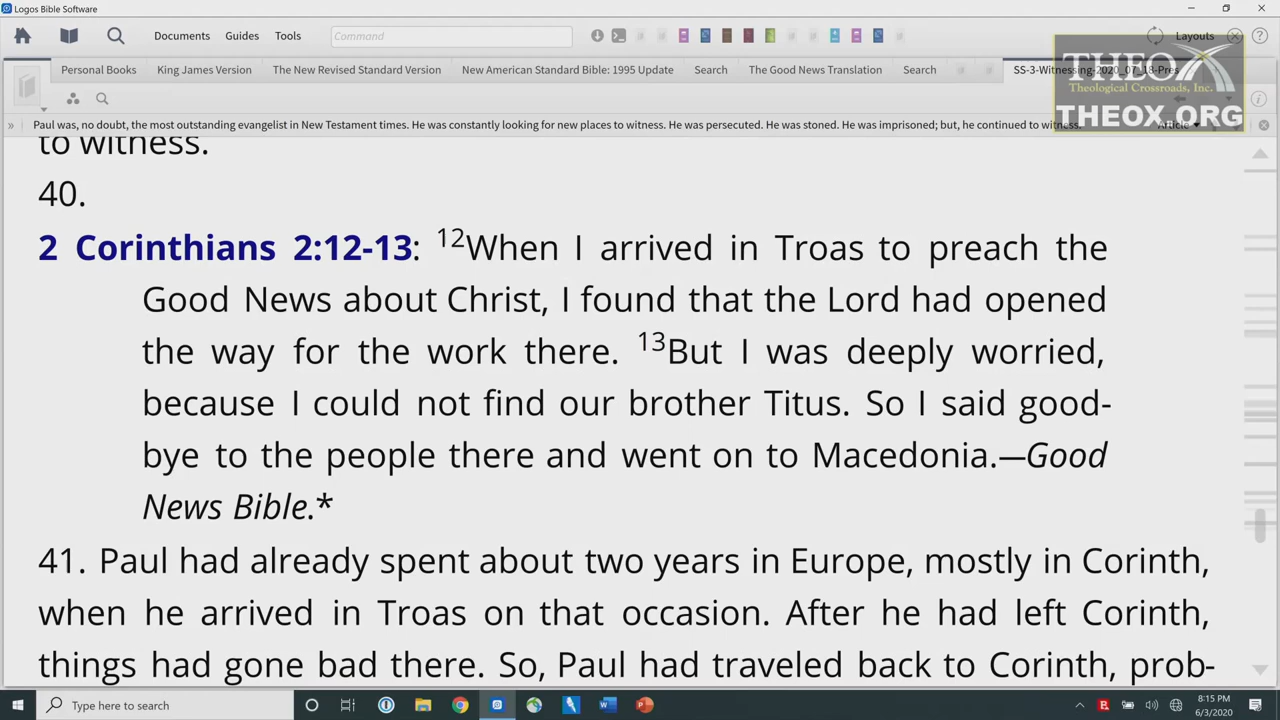 Logos Bible Software
Documents Guides Tools Command Layouts
Personal Books King James Version The New Revised Standard Version New American Standard Bible: 1995 Update Search The Good News Translation Search SS-3-Witnessing-2020_07_18-Pres
THEOX
Theological Crossroads, Inc.
THEOX.ORG
» Paul was, no doubt, the most outstanding evangelist in New Testament times. He was constantly looking for new places to witness. He was persecuted. He was stoned. He was imprisoned; but, he continued to witness. Article
to witness.
40.
2 Corinthians 2:12-13: 12When I arrived in Troas to preach the
Good News about Christ, I found that the Lord had opened
the way for the work there. 13But I was deeply worried,
because I could not find our brother Titus. So I said good-
bye to the people there and went on to Macedonia.—Good
News Bible.*
41. Paul had already spent about two years in Europe, mostly in Corinth,
when he arrived in Troas on that occasion. After he had left Corinth,
things had gone bad there. So, Paul had traveled back to Corinth, prob-
Type here to search
8:15 PM
6/3/2020